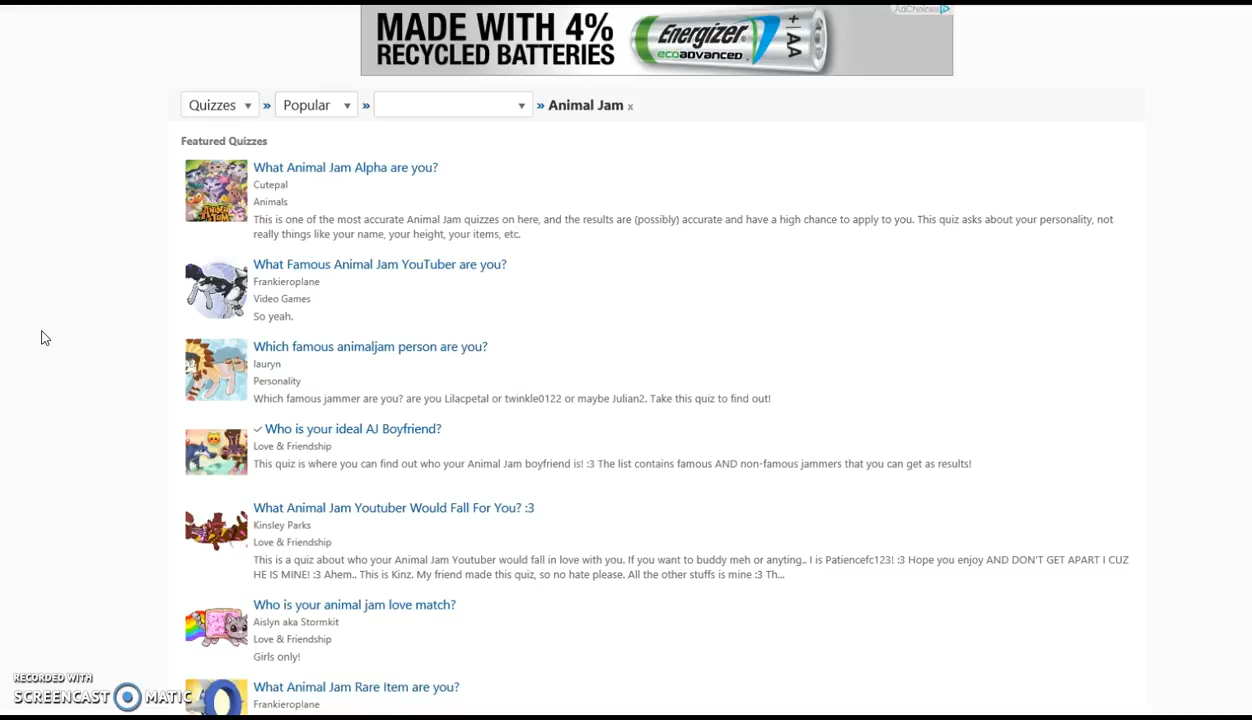 MADE WITH 4%
RECYCLED BATTERIES
Energizer
ecoadvanced
AA
AdChoices
Quizzes » Popular » » Animal Jam x
Featured Quizzes
What Animal Jam Alpha are you?
Cutepal
Animals
This is one of the most accurate Animal Jam quizzes on here, and the results are (possibly) accurate and have a high chance to apply to you. This quiz asks about your personality, not
really things like your name, your height, your items, etc.
What Famous Animal Jam YouTuber are you?
Frankieroplane
Video Games
So yeah.
Which famous animaljam person are you?
lauryn
Personality
Which famous jammer are you? are you Lilacpetal or twinkle0122 or maybe Julian2. Take this quiz to find out!
✓ Who is your ideal AJ Boyfriend?
Love & Friendship
This quiz is where you can find out who your Animal Jam boyfriend is! :3 The list contains famous AND non-famous jammers that you can get as results!
What Animal Jam Youtuber Would Fall For You? :3
Kinsley Parks
Love & Friendship
This is a quiz about who your Animal Jam Youtuber would fall in love with you. If you want to buddy meh or anyting.. I is Patiencefc123! :3 Hope you enjoy AND DON'T GET APART I CUZ
HE IS MINE! :3 Ahem.. This is Kinz. My friend made this quiz, so no hate please. All the other stuffs is mine :3 Th...
Who is your animal jam love match?
Aislyn aka Stormkit
Love & Friendship
Girls only!
What Animal Jam Rare Item are you?
Frankieroplane
RECORDED WITH
SCREENCAST MATIC